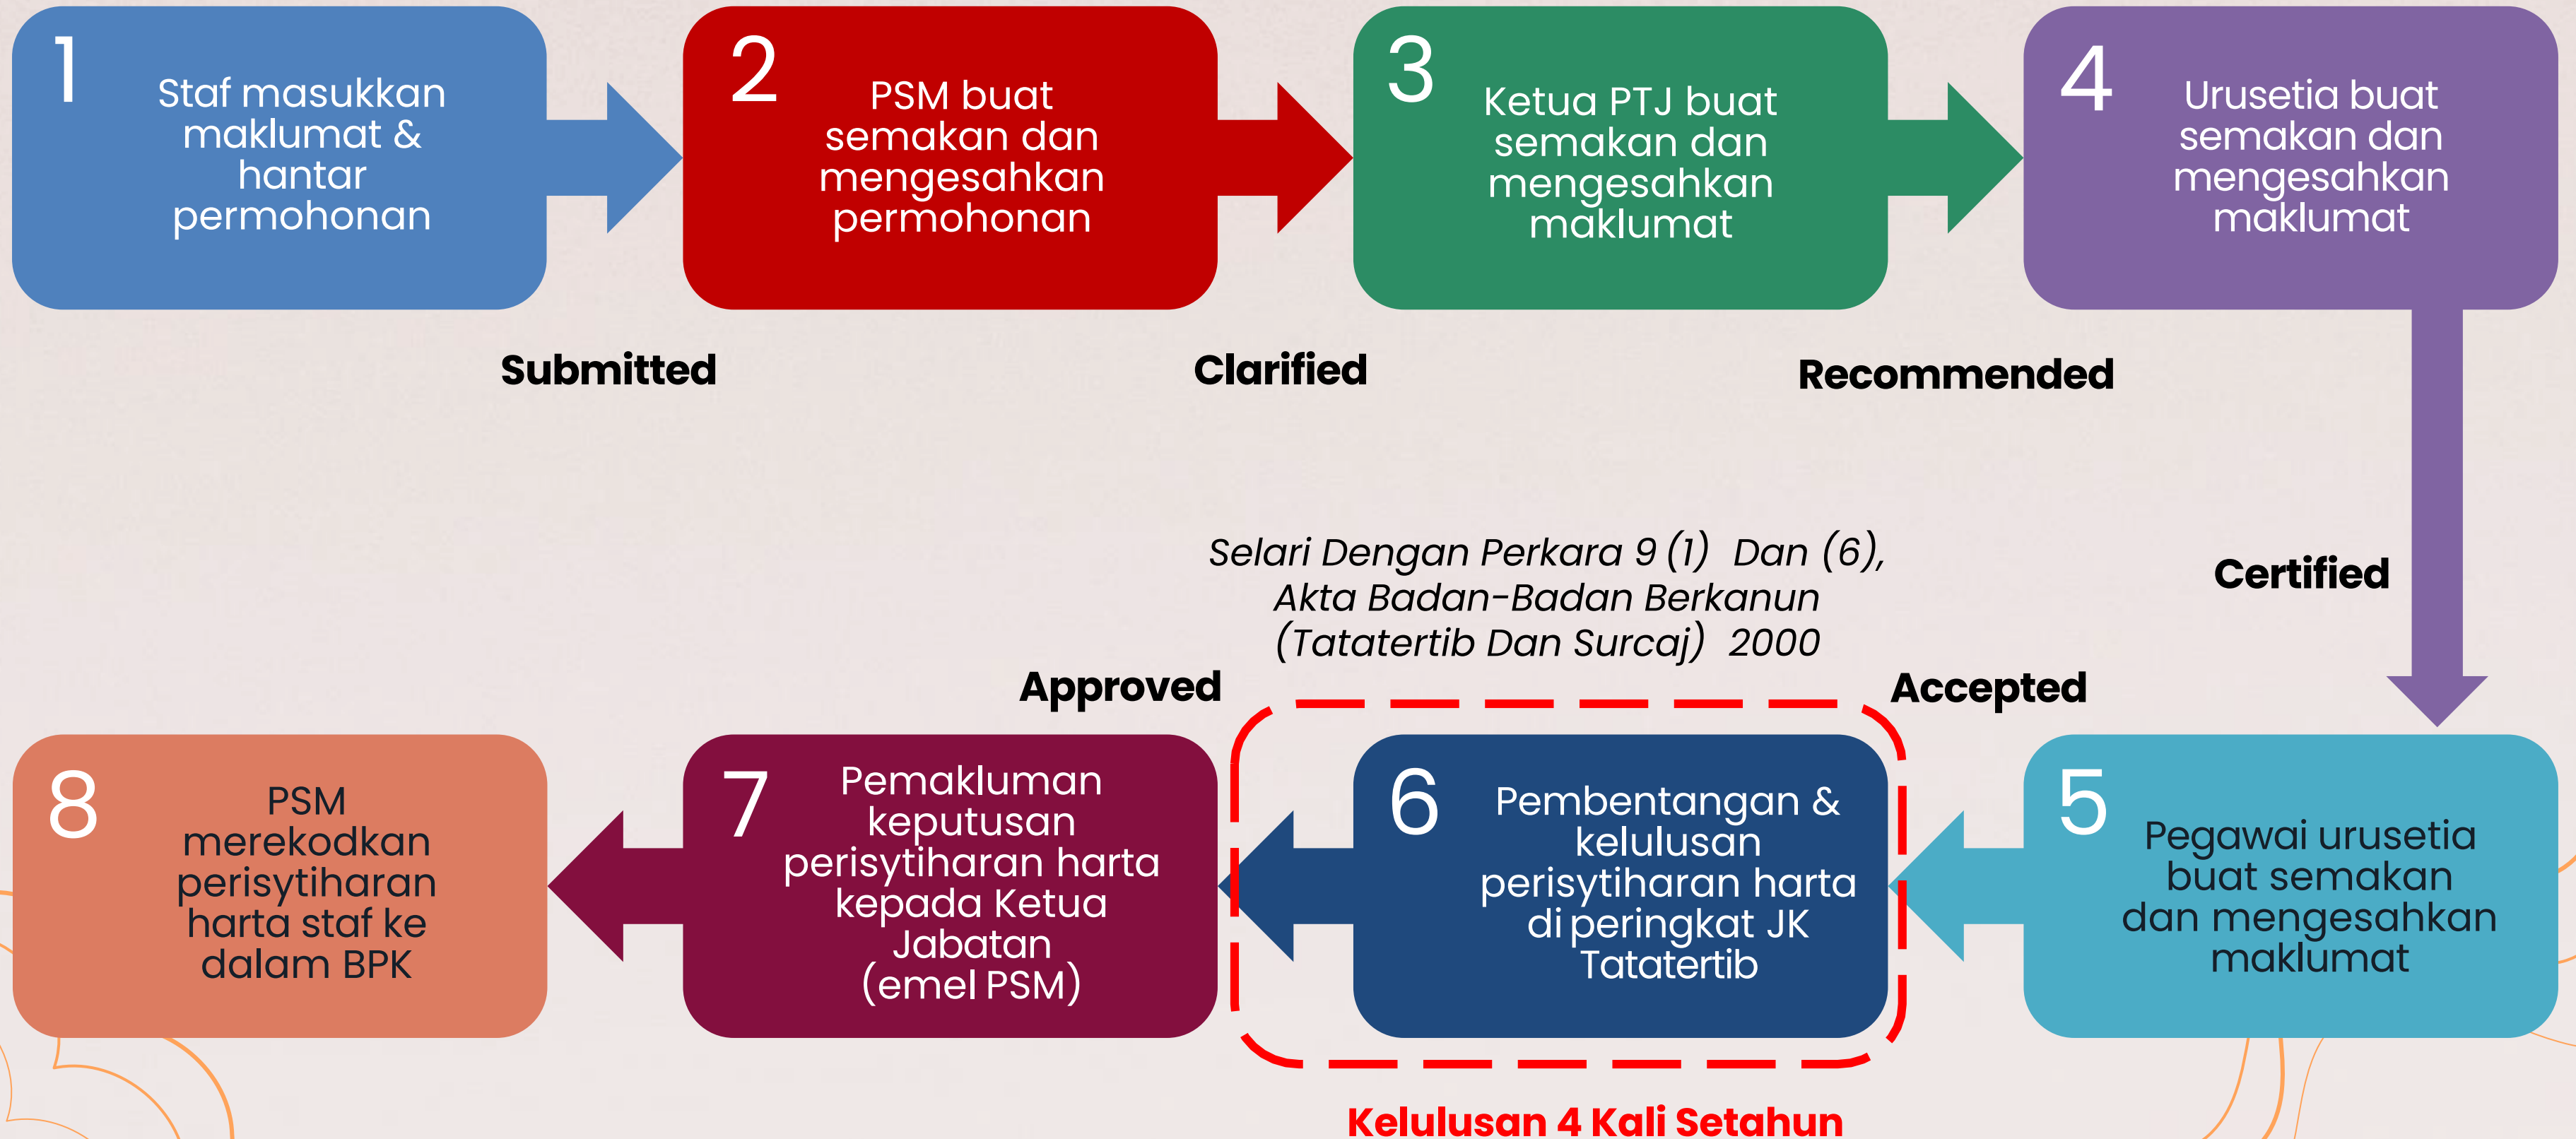 1
Staf masukkan
maklumat &
hantar
permohonan
2
PSM buat
semakan dan
mengesahkan
permohonan
3
Ketua PTJ buat
semakan dan
mengesahkan
maklumat
4
Urusetia buat
semakan dan
mengesahkan
maklumat
Submitted
Clarified
Recommended
Certified
Selari Dengan Perkara 9 (1) Dan (6),
Akta Badan-Badan Berkanun
(Tatatertib Dan Surcaj) 2000
Accepted
Approved
5
Pegawai urusetia
buat semakan
dan mengesahkan
maklumat
6
Pembentangan &
kelulusan
perisytiharan harta
di peringkat JK
Tatatertib
Kelulusan 4 Kali Setahun
7
Pemakluman
keputusan
perisytiharan harta
kepada Ketua
Jabatan
(emel PSM)
8
PSM
merekodkan
perisytiharan
harta staf ke
dalam BPK